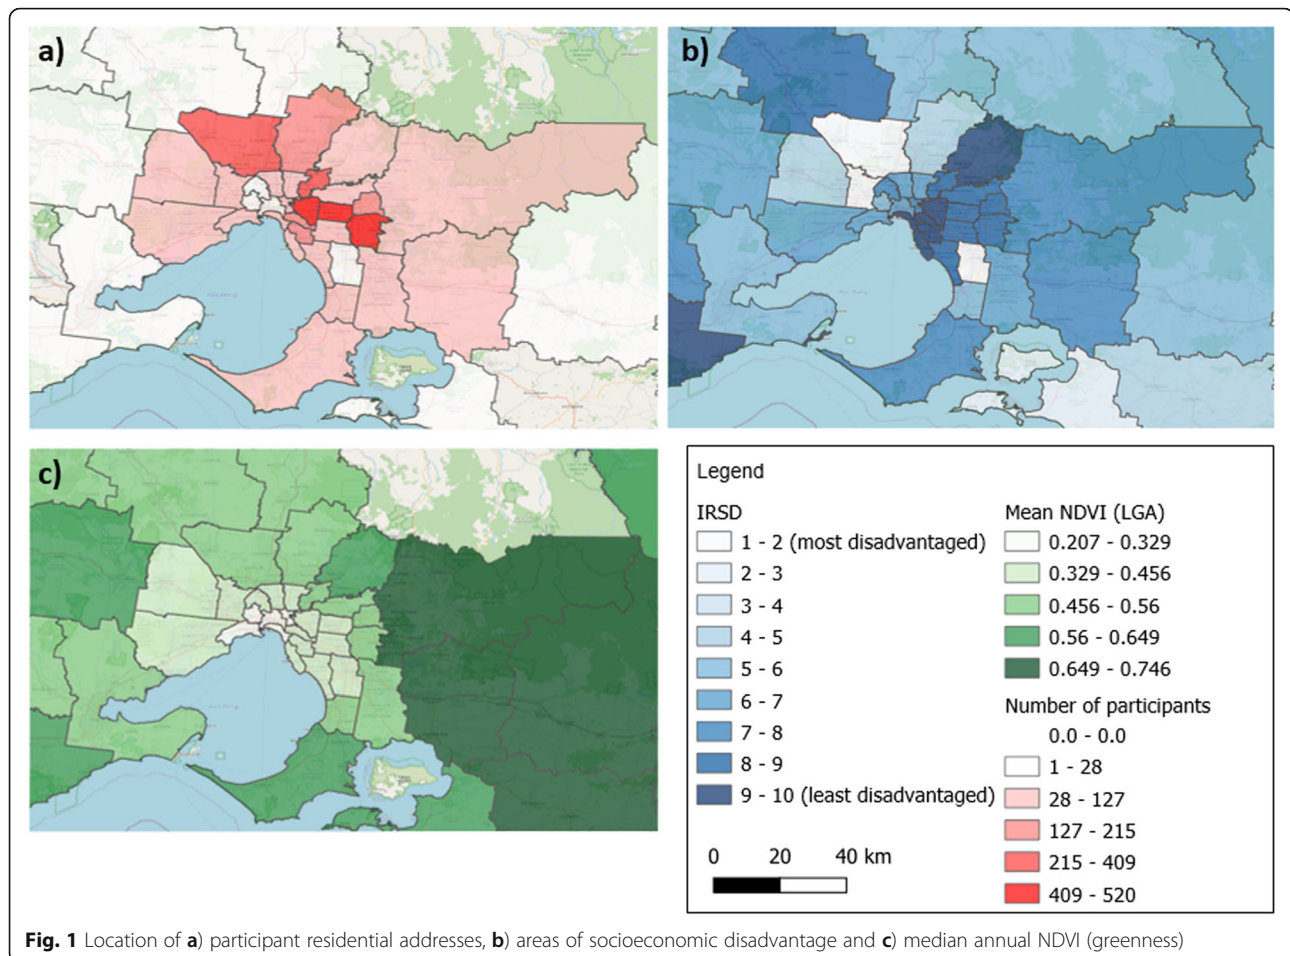 a)
b)
c)
Legend
IRSD
1 - 2 (most disadvantaged)
2 - 3
3 - 4
4 - 5
5 - 6
6 - 7
7 - 8
8 - 9
9 - 10 (least disadvantaged)
0 20 40 km
Mean NDVI (LGA)
0.207 - 0.329
0.329 - 0.456
0.456 - 0.56
0.56 - 0.649
0.649 - 0.746
Number of participants
0.0 - 0.0
1 - 28
28 - 127
127 - 215
215 - 409
409 - 520
Fig. 1 Location of a) participant residential addresses, b) areas of socioeconomic disadvantage and c) median annual NDVI (greenness)